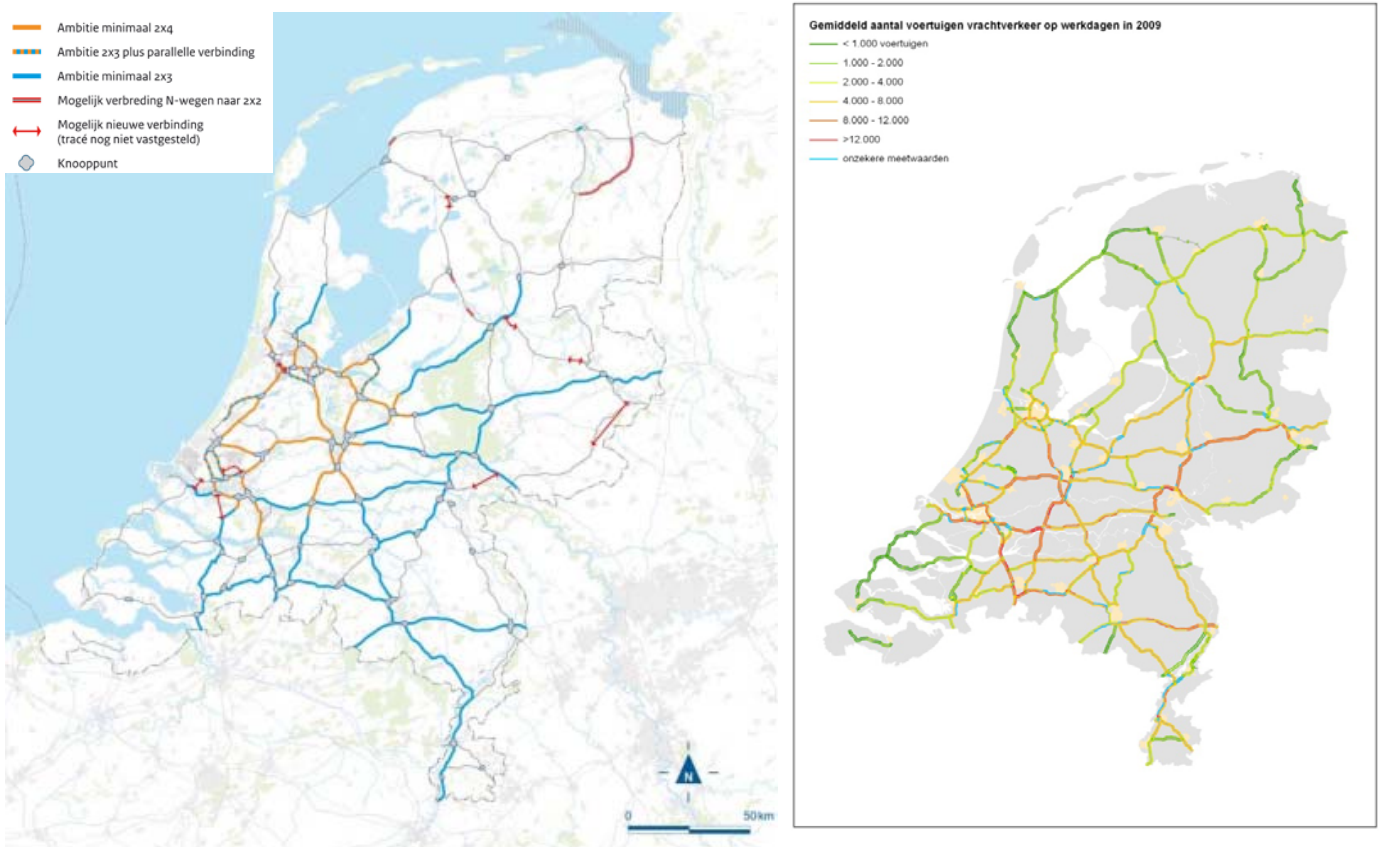 Ambitie minimaal 2x4
Ambitie 2x3 plus parallelle verbinding
Ambitie minimaal 2x3
Mogelijk verbreding N-wegen naar 2x2
Mogelijk nieuwe verbinding
(tracé nog niet vastgesteld)
Knooppunt
N
0 50 km
Gemiddeld aantal voertuigen vrachtverkeer op werkdagen in 2009
< 1.000 voertuigen
1.000 - 2.000
2.000 - 4.000
4.000 - 8.000
8.000 - 12.000
>12.000
onzekere meetwaarden